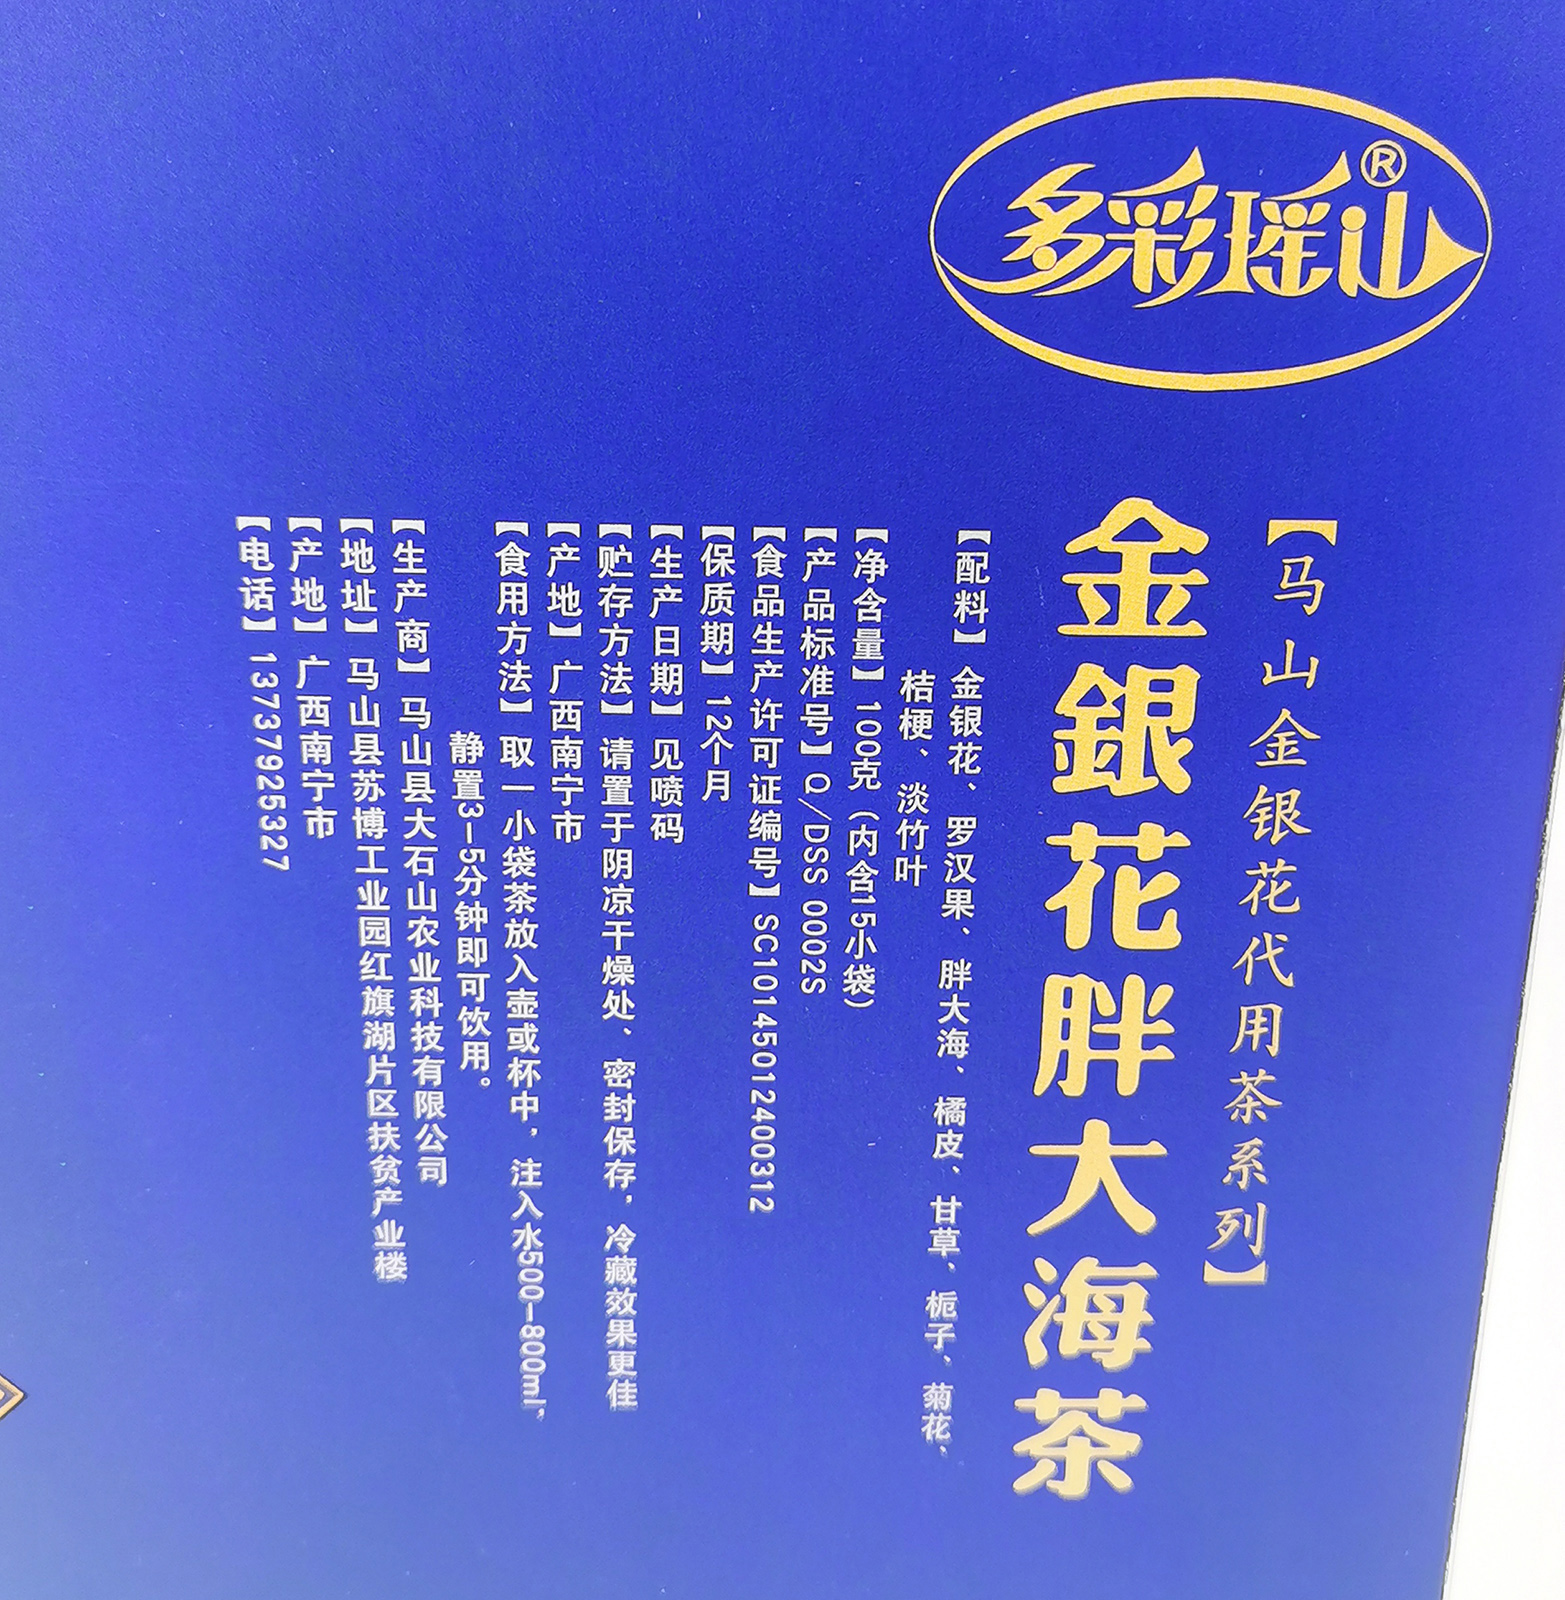 多彩瑶山®
【马山金银花代用茶系列】
金銀花胖大海茶
【配料】金银花、罗汉果、胖大海、橘皮、甘草、栀子、菊花、
桔梗、淡竹叶
【净含量】100克（内含15小袋）
【产品标准号】Q/DSS 0002S
【食品生产许可证编号】SC10145012400312
【保质期】12个月
【生产日期】见喷码
【贮存方法】请置于阴凉干燥处、密封保存，冷藏效果更佳
【产地】广西南宁市
【食用方法】取一小袋茶放入壶或杯中，注入水500-800ml，
静置3-5分钟即可饮用。
【生产商】马山县大石山农业科技有限公司
【地址】马山县苏博工业园红旗湖片区扶贫产业楼
【产地】广西南宁市
【电话】13737925327